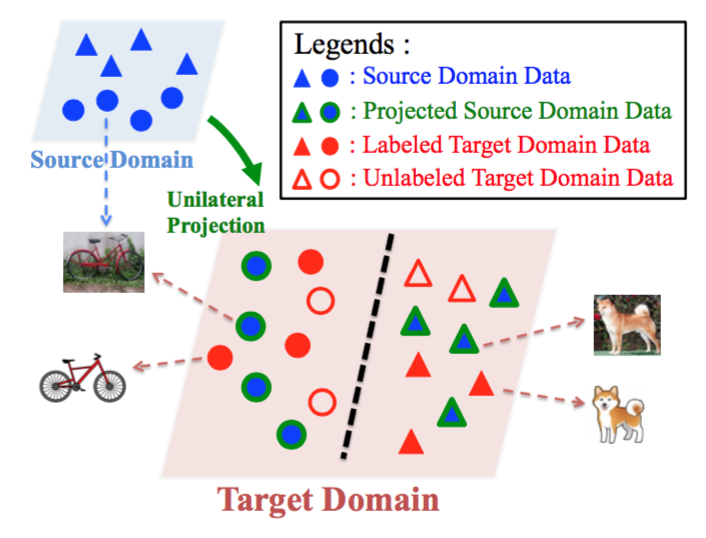 Legends :
: Source Domain Data
: Projected Source Domain Data
: Labeled Target Domain Data
: Unlabeled Target Domain Data
Source Domain
Unilateral
Projection
Target Domain